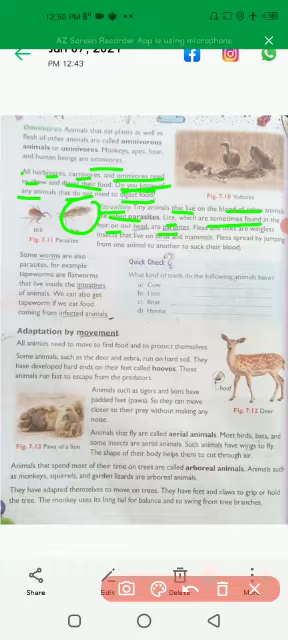 12:50 PM
AZ Screen Recorder App is using microphone.
Jan 07, 2021
PM 12:43
Omnivores. Animals that eat plants as well as
flesh of other animals are called omnivorous
animals or omnivores. Monkeys, apes, bear,
and human beings are omnivores.
All herbivores, carnivores, and omnivores need
to chew and digest their food. Do you know of
any animals that do not need to digest food?
Fig. 7.10 Vultures
Parasites. Tiny animals that live on the blood of other animals
are called parasites. Lice, which are sometimes found in the
hair on our head, are parasites. Fleas and ticks are wingless
insects that live on and mammals. Fleas spread by jumping
from one animal to another to suck their blood.
tick
Fig. 7.11 Parasites
Some worms are also
parasites, for example
tapeworms are flatworms
that live inside the intestines
of animals. We can also get
tapeworm if we eat food
coming from infected animals.
Quick Check
What kind of teeth do the following animals have?
a) Cow
b) Lion
c) Bear
d) Hyena
Adaptation by movement
All animals need to move to find food and to protect themselves.
Some animals, such as the deer and zebra, run on hard soil. They
have developed hard ends on their feet called hooves. These
animals run fast to escape from the predators.
hoof
Fig. 7.12 Deer
Animals such as tigers and lions have
padded feet (paws). So they can move
closer to their prey without making any
noise.
Animals that fly are called aerial animals. Most birds, bats, and
some insects are aerial animals. Such animals have wings to fly.
The shape of their body helps them to cut through air.
Fig. 7.13 Paws of a lion
Animals that spend most of their time on trees are called arboreal animals. Animals such
as monkeys, squirrels, and garden lizards are arboreal animals.
They have adapted themselves to move on trees. They have feet and claws to grip or hold
the tree. The monkey uses its long tail for balance and to swing from tree branches.
Share
Edit
Delete
More